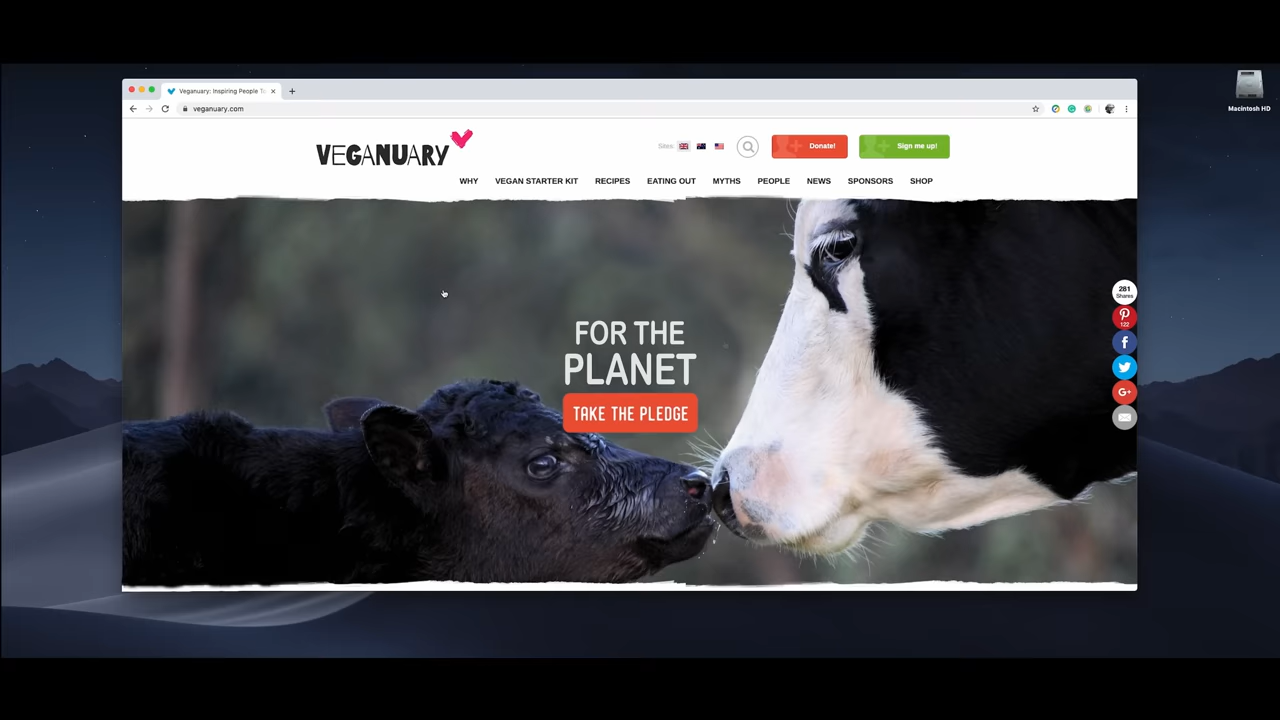 Veganuary: Inspiring People To
veganuary.com
Macintosh HD
VEGANUARY
Sites:
Donate!
Sign me up!
WHY VEGAN STARTER KIT RECIPES EATING OUT MYTHS PEOPLE NEWS SPONSORS SHOP
281
Shares
122
G+
FOR THE
PLANET
TAKE THE PLEDGE